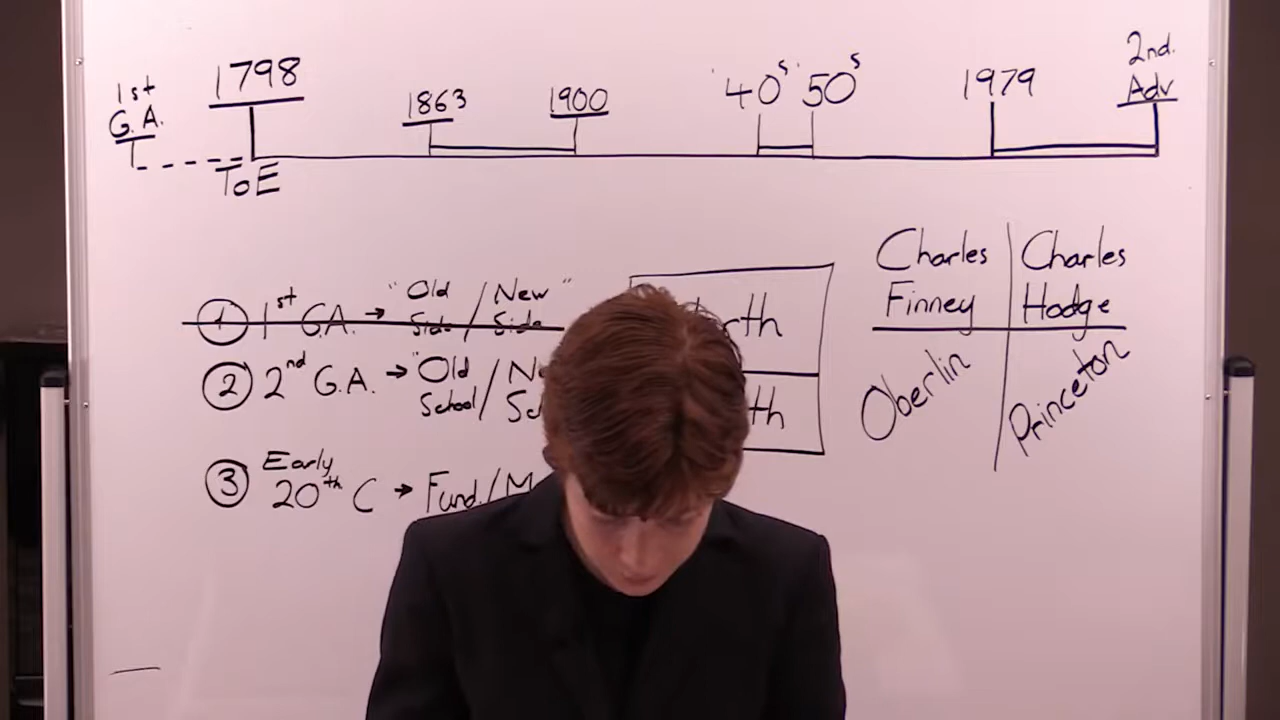 1st
G.A.
1798
ToE
1863
1900
'40s '50s
1979
2nd.
Adv
① 1st G.A. → "Old / New "
Side / Side
② 2nd G.A. → "Old /
School /
③ Early
20th C → Fund. /
Charles
Finney
Charles
Hodge
Oberlin
Princeton